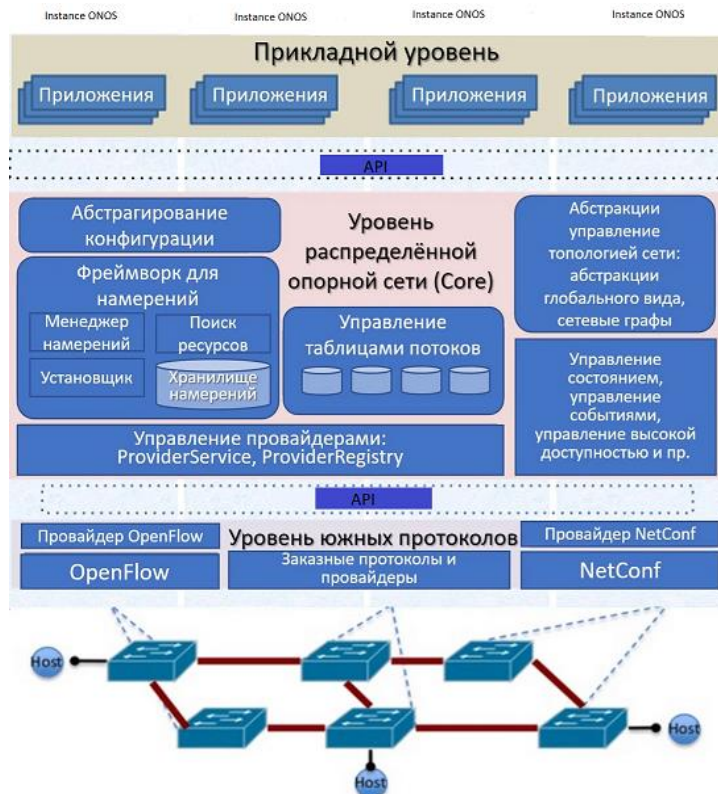 Instance ONOS
Instance ONOS
Instance ONOS
Instance ONOS
Прикладной уровень
Приложения
Приложения
Приложения
Приложения
API
Абстрагирование
конфигурации
Фреймворк для
намерений
Менеджер
намерений
Поиск
ресурсов
Установщик
Хранилище
намерений
Уровень
распределённой
опорной сети (Core)
Управление
таблицами потоков
Абстракции
управление
топологией сети:
абстракции
глобального вида,
сетевые графы
Управление
состоянием,
управление
событиями,
управление высокой
доступностью и пр.
Управление провайдерами:
ProviderService, ProviderRegistry
API
Провайдер OpenFlow
Уровень южных протоколов
Провайдер NetConf
OpenFlow
Заказные протоколы и
провайдеры
NetConf
Host
Host
Host